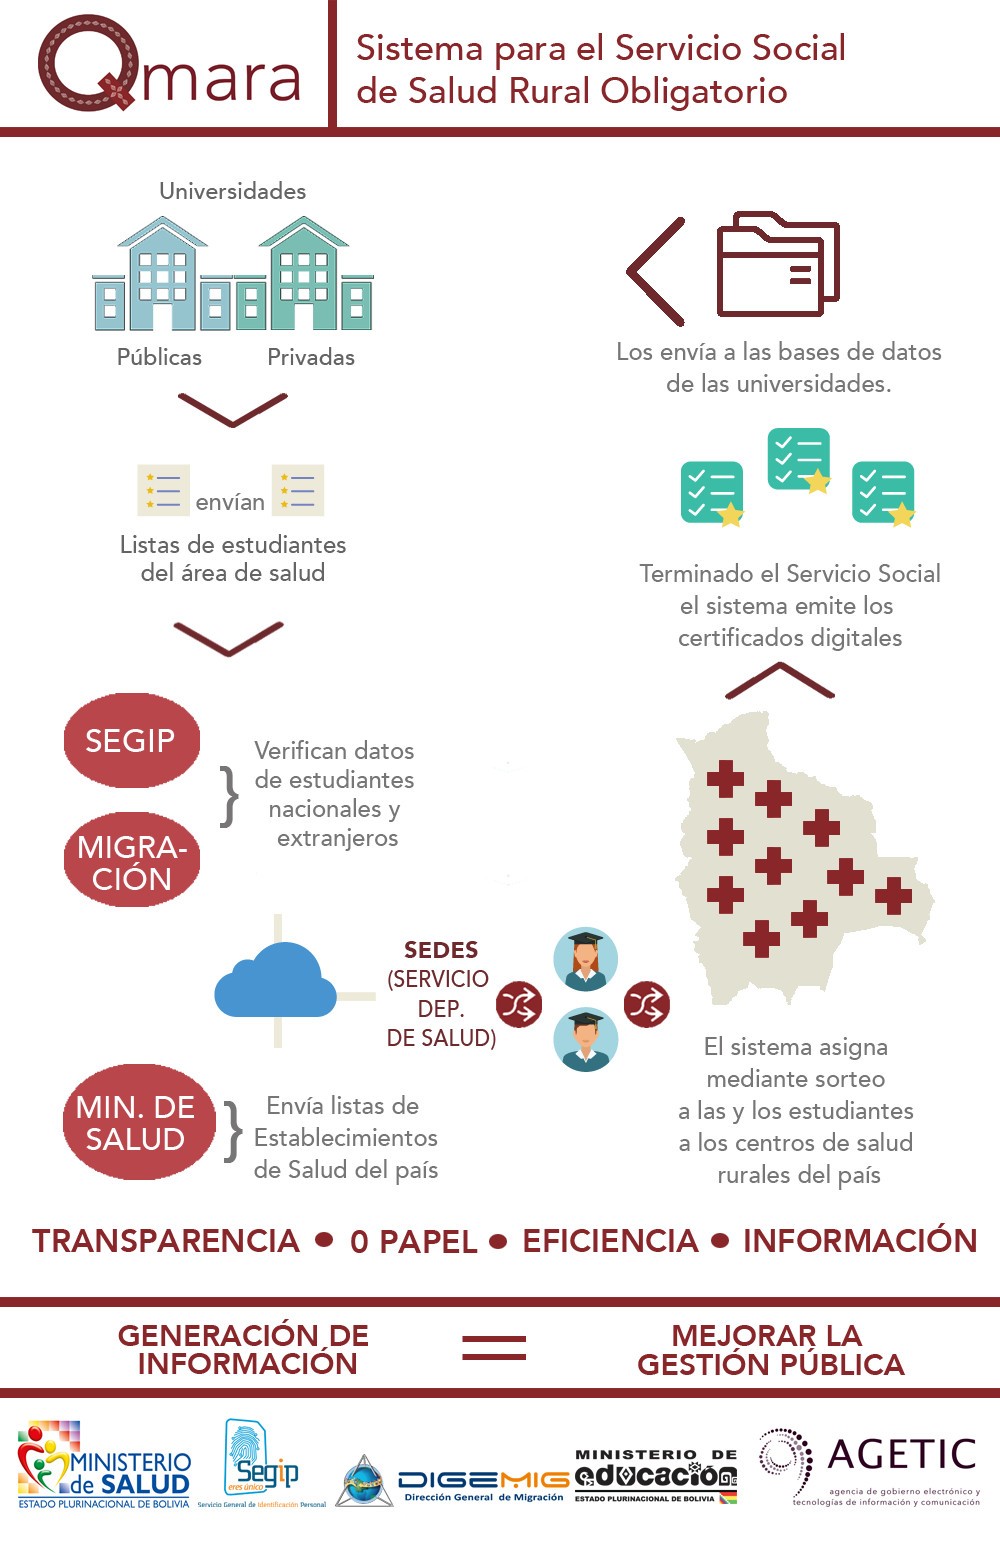 Qmara
Sistema para el Servicio Social
de Salud Rural Obligatorio
Universidades
Públicas
Privadas
envían
Listas de estudiantes
del área de salud
SEGIP
MIGRA-
CIÓN
Verifican datos
de estudiantes
nacionales y
extranjeros
SEDES
(SERVICIO
DEP.
DE SALUD)
MIN. DE
SALUD
Envía listas de
Establecimientos
de Salud del país
El sistema asigna
mediante sorteo
a las y los estudiantes
a los centros de salud
rurales del país
Terminado el Servicio Social
el sistema emite los
certificados digitales
Los envía a las bases de datos
de las universidades.
TRANSPARENCIA • 0 PAPEL • EFICIENCIA • INFORMACIÓN
GENERACIÓN DE
INFORMACIÓN
=
MEJORAR LA
GESTIÓN PÚBLICA
MINISTERIO
de SALUD
ESTADO PLURINACIONAL DE BOLIVIA
Segip
eres único
Servicio General de Identificación Personal
DIGEMIG
Dirección General de Migración
MINISTERIO DE
educación
ESTADO PLURINACIONAL DE BOLIVIA
AGETIC
agencia de gobierno electrónico y
tecnologías de información y comunicación